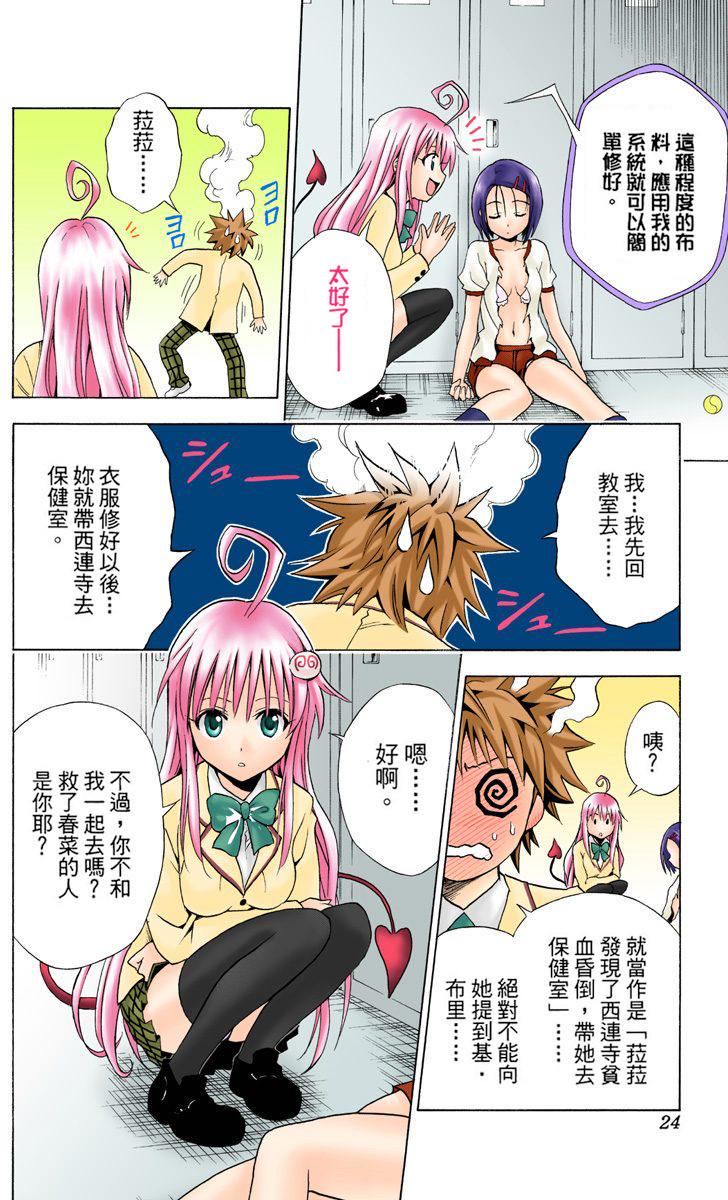 這種程度的布
料，應用我的
系統就可以簡
單修好。
太好了——
菈菈……
ヨロ
ヨロ
我…我先回
教室去……
シュー
シュー
衣服修好以後…
妳就帶西連寺去
保健室。
咦？
就當作是「菈菈
發現了西連寺貧
血昏倒，帶她去
保健室」……
絕對不能向
她提到基．
布里……
嗯……
好啊。
不過，你不和
我一起去嗎？
救了春菜的人
是你耶？
24